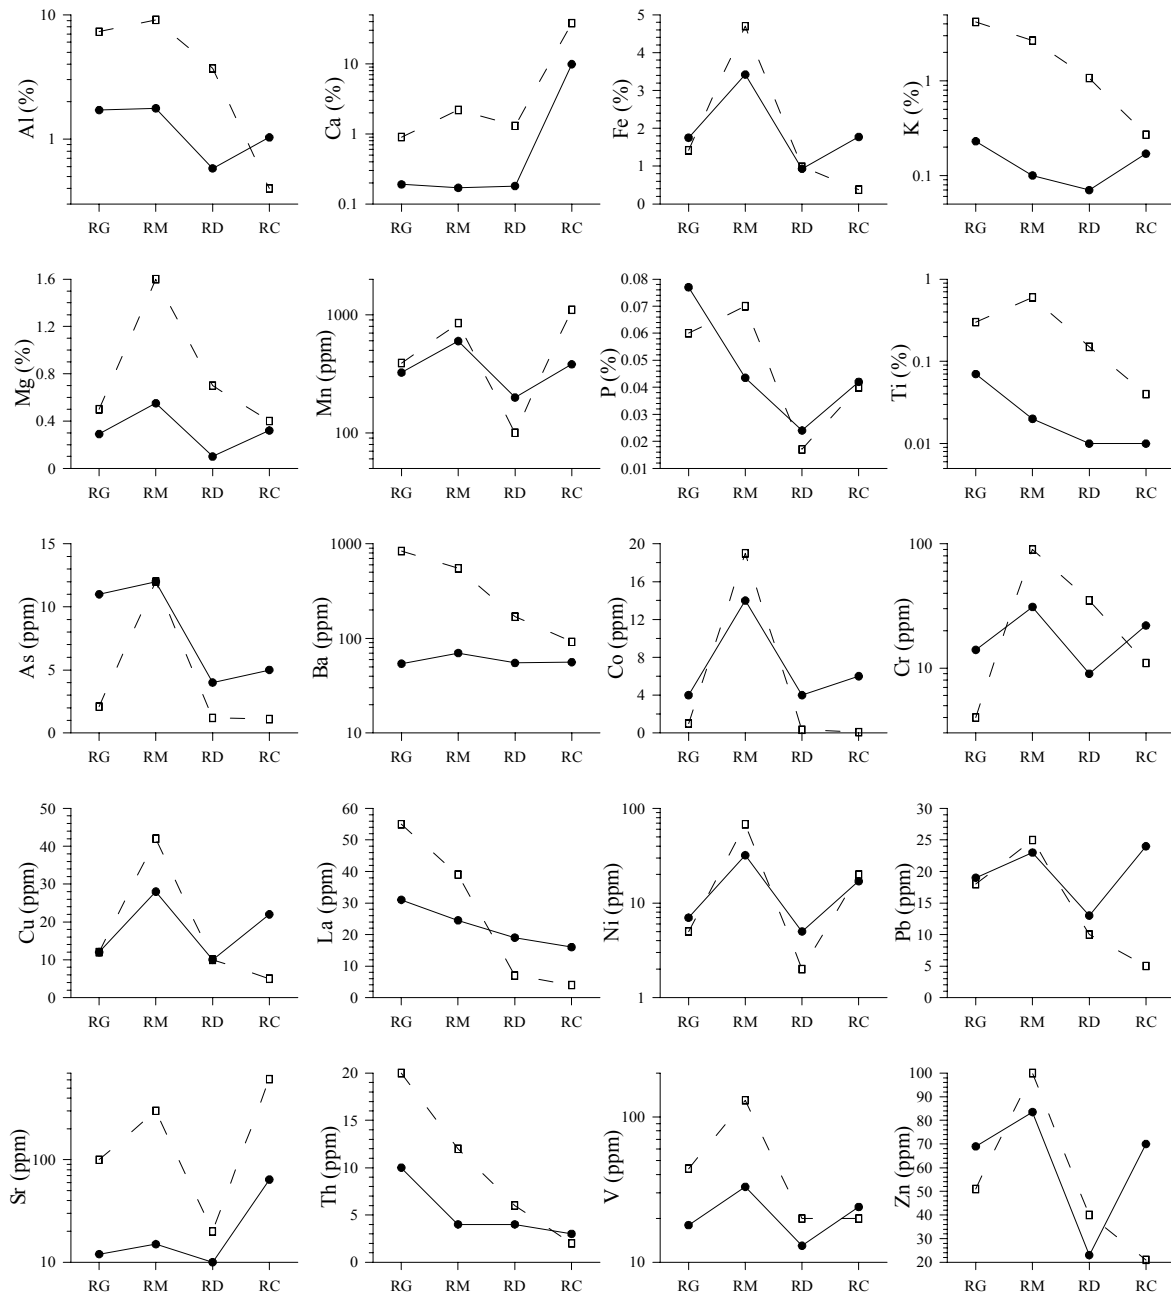 10
1
Al (%)
RG RM RD RC
10
1
0.1
Ca (%)
RG RM RD RC
5
4
3
2
1
0
Fe (%)
RG RM RD RC
1
0.1
K (%)
RG RM RD RC
1.6
1.2
0.8
0.4
0
Mg (%)
RG RM RD RC
1000
100
Mn (ppm)
RG RM RD RC
0.08
0.07
0.06
0.05
0.04
0.03
0.02
0.01
P (%)
RG RM RD RC
1
0.1
0.01
Ti (%)
RG RM RD RC
15
10
5
0
As (ppm)
RG RM RD RC
1000
100
10
Ba (ppm)
RG RM RD RC
20
16
12
8
4
0
Co (ppm)
RG RM RD RC
100
10
Cr (ppm)
RG RM RD RC
50
40
30
20
10
0
Cu (ppm)
RG RM RD RC
60
50
40
30
20
10
0
La (ppm)
RG RM RD RC
100
10
1
Ni (ppm)
RG RM RD RC
30
25
20
15
10
5
0
Pb (ppm)
RG RM RD RC
100
10
Sr (ppm)
RG RM RD RC
20
15
10
5
0
Th (ppm)
RG RM RD RC
100
10
V (ppm)
RG RM RD RC
100
90
80
70
60
50
40
30
20
Zn (ppm)
RG RM RD RC